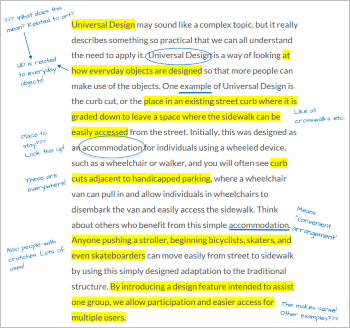 ??? What does this
mean? Related to art?
UD is related
to everyday
objects!
Place to
stay???
Look this up!
These are
everywhere!
Also people with
crutches. Lots of
uses!
Universal Design may sound like a complex topic, but it really
describes something so practical that we can all understand
the need to apply it. Universal Design is a way of looking at
how everyday objects are designed so that more people can
make use of the objects. One example of Universal Design is
the curb cut, or the place in an existing street curb where it is
graded down to leave a space where the sidewalk can be
easily accessed from the street. Initially, this was designed as
an accommodation for individuals using a wheeled device,
such as a wheelchair or walker, and you will often see curb
cuts adjacent to handicapped parking, where a wheelchair
van can pull in and allow individuals in wheelchairs to
disembark the van and easily access the sidewalk. Think
about others who benefit from this simple accommodation.
Anyone pushing a stroller, beginning bicyclists, skaters, and
even skateboarders can move easily from street to sidewalk
by using this simply designed adaptation to the traditional
structure. By introducing a design feature intended to assist
one group, we allow participation and easier access for
multiple users.
Like at
crosswalks etc.
Means
"convenient
arrangement"
This makes sense!
Other examples???